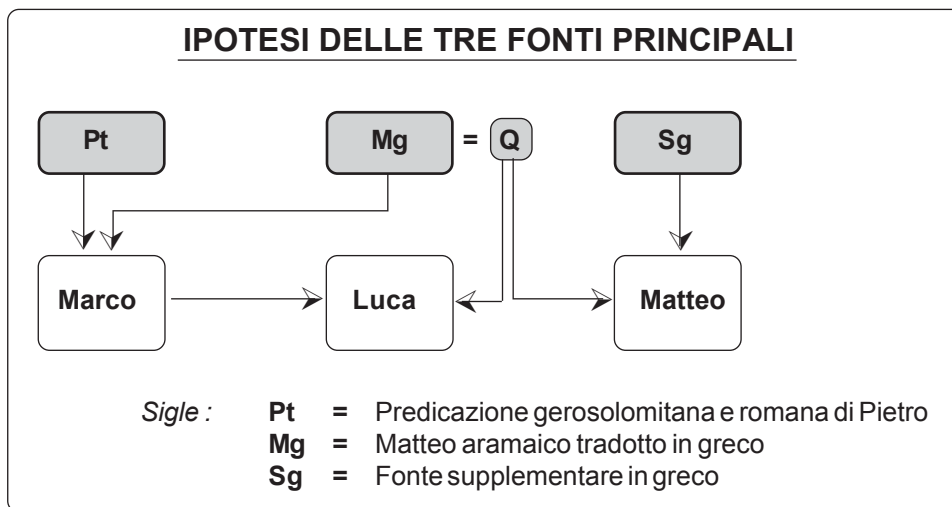 IPOTESI DELLE TRE FONTI PRINCIPALI
Pt Mg = Q Sg
Marco Luca Matteo
Sigle : Pt = Predicazione gerosolomitana e romana di Pietro
Mg = Matteo aramaico tradotto in greco
Sg = Fonte supplementare in greco